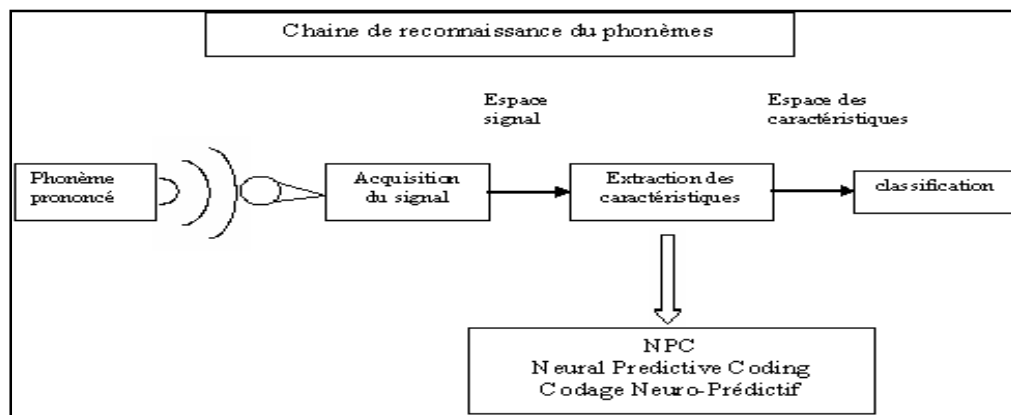 Chaine de reconnaissance du phonèmes
Espace
signal
Espace des
caractéristiques
Phonème
prononcé
Acquisition
du signal
Extraction des
caractéristiques
classification
NPC
Neural Predictive Coding
Codage Neuro-Prédictif